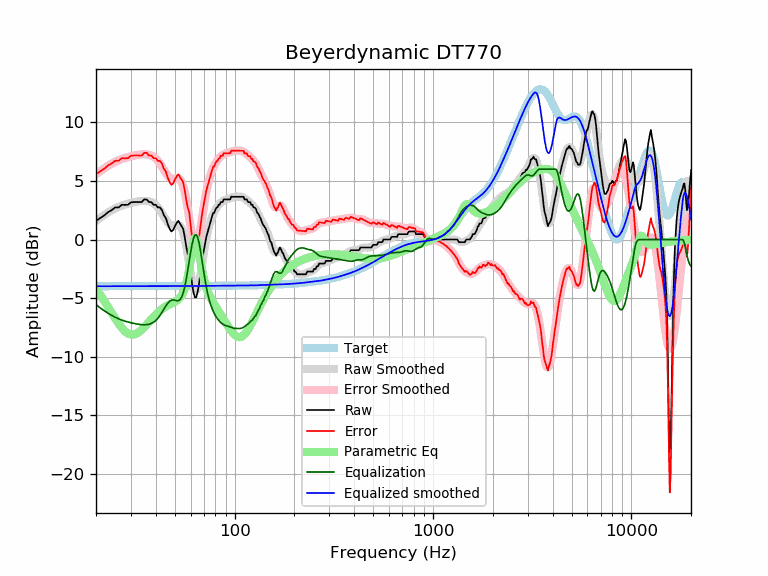 Beyerdynamic DT770
Amplitude (dBr)
10
5
0
−5
−10
−15
−20
Target
Raw Smoothed
Error Smoothed
Raw
Error
Parametric Eq
Equalization
Equalized smoothed
100
1000
10000
Frequency (Hz)